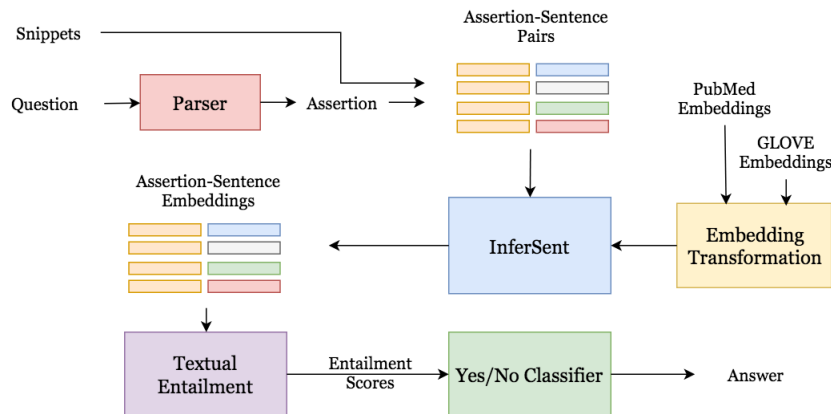 Snippets
Assertion-Sentence
Pairs
Question
Parser
Assertion
PubMed
Embeddings
GLOVE
Embeddings
Assertion-Sentence
Embeddings
InferSent
Embedding
Transformation
Textual
Entailment
Entailment
Scores
Yes/No Classifier
Answer